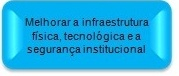 Melhorar a infraestrutura
física, tecnológica e a
segurança institucional